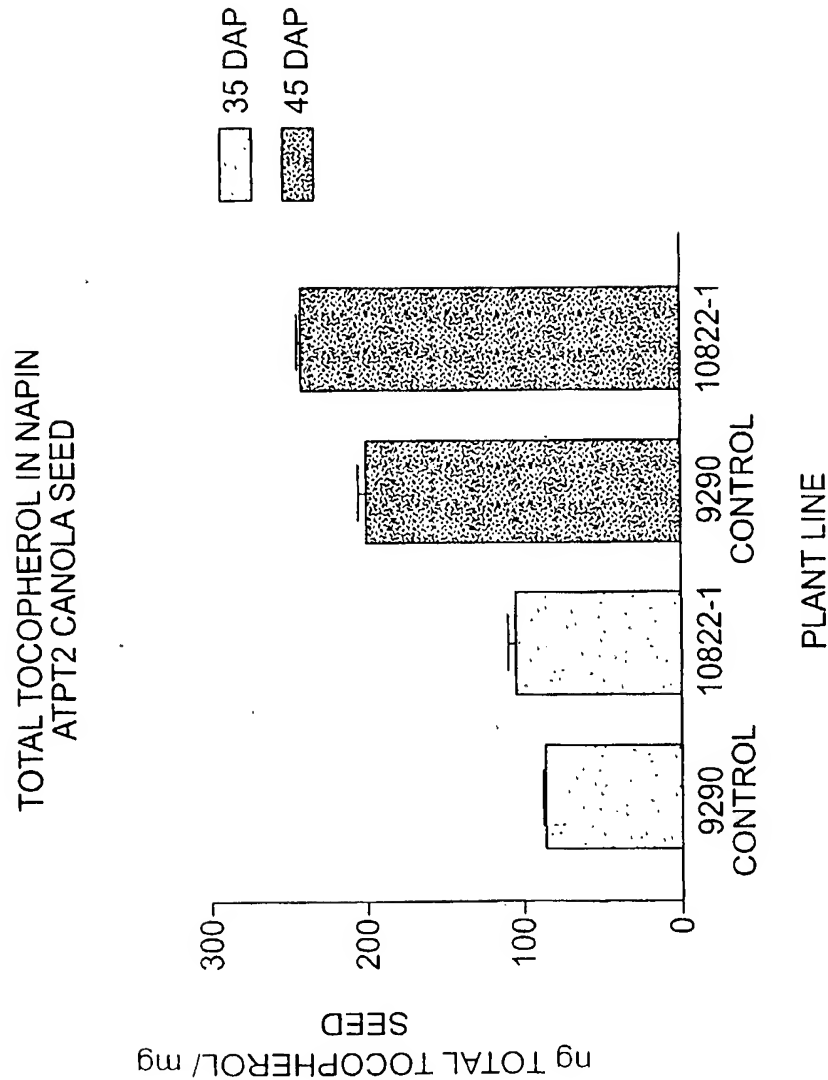 TOTAL TOCOPHEROL IN NAPIN
ATPT2 CANOLA SEED
35 DAP
45 DAP
ng TOTAL TOCOPHEROL/mg
SEED
300
200
100
0
9290
CONTROL
10822-1
9290
CONTROL
10822-1
PLANT LINE